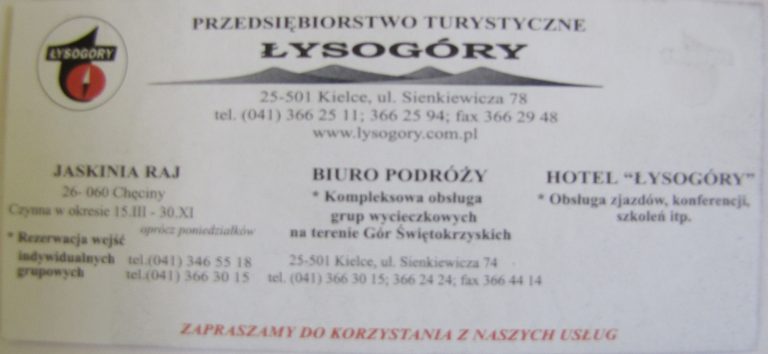 PRZEDSIĘBIORSTWO TURYSTYCZNE
ŁYSOGÓRY
ŁYSOGÓRY
25-501 Kielce, ul. Sienkiewicza 78
tel. (041) 366 25 11; 366 25 94; fax 366 29 48
www.lysogory.com.pl
JASKINIA RAJ
26- 060 Chęciny
Czynna w okresie 15.III - 30.XI
oprócz poniedziałków
* Rezerwacja wejść
indywidualnych tel.(041) 346 55 18
grupowych tel.(041) 366 30 15
BIURO PODRÓŻY
* Kompleksowa obsługa
grup wycieczkowych
na terenie Gór Świętokrzyskich
25-501 Kielce, ul. Sienkiewicza 74
tel. (041) 366 30 15; 366 24 24; fax 366 44 14
HOTEL “ŁYSOGÓRY”
* Obsługa zjazdów, konferencji,
szkoleń itp.
ZAPRASZAMY DO KORZYSTANIA Z NASZYCH USŁUG